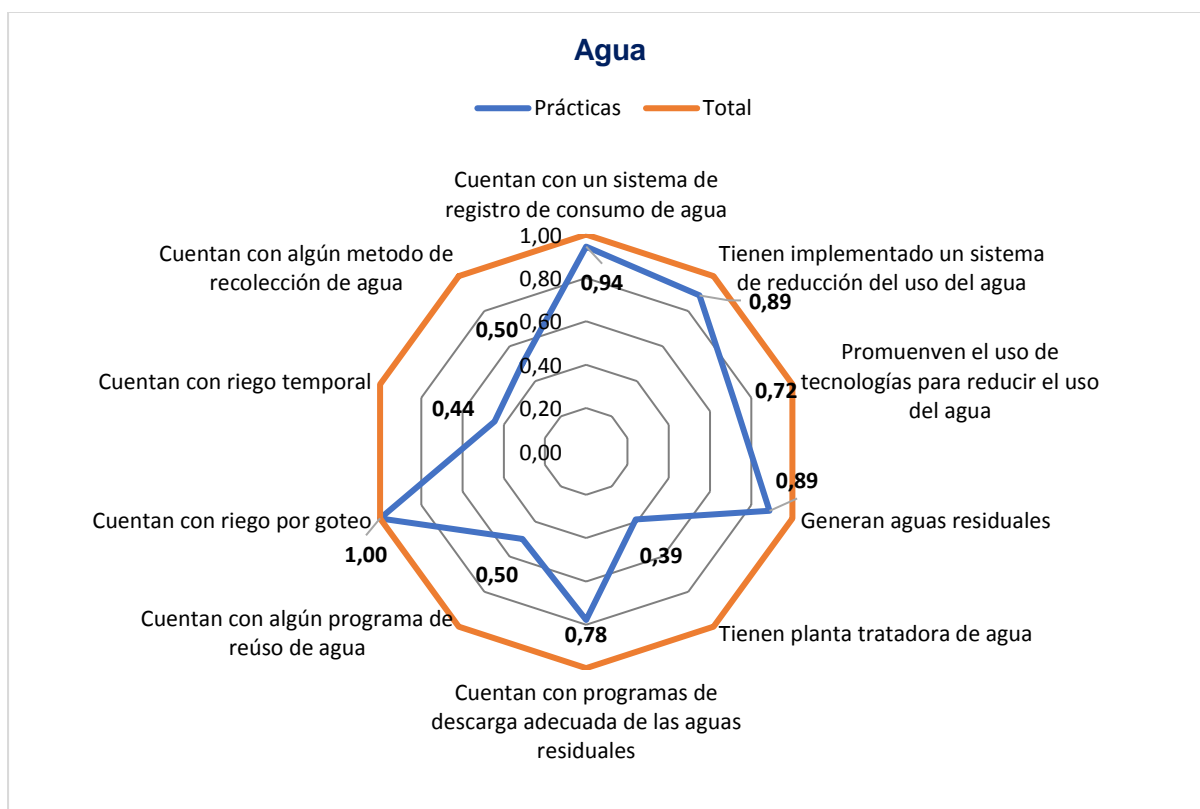 Agua
Prácticas
Total
Cuentan con un sistema de
registro de consumo de agua
Tienen implementado un sistema
de reducción del uso del agua
Promuenven el uso de
tecnologías para reducir el uso
del agua
Generan aguas residuales
Tienen planta tratadora de agua
Cuentan con programas de
descarga adecuada de las aguas
residuales
Cuentan con algún programa de
reúso de agua
Cuentan con riego por goteo
Cuentan con riego temporal
Cuentan con algún metodo de
recolección de agua
1,00
0,80
0,60
0,40
0,20
0,00
0,94
0,89
0,72
0,89
0,39
0,78
0,50
1,00
0,44
0,50